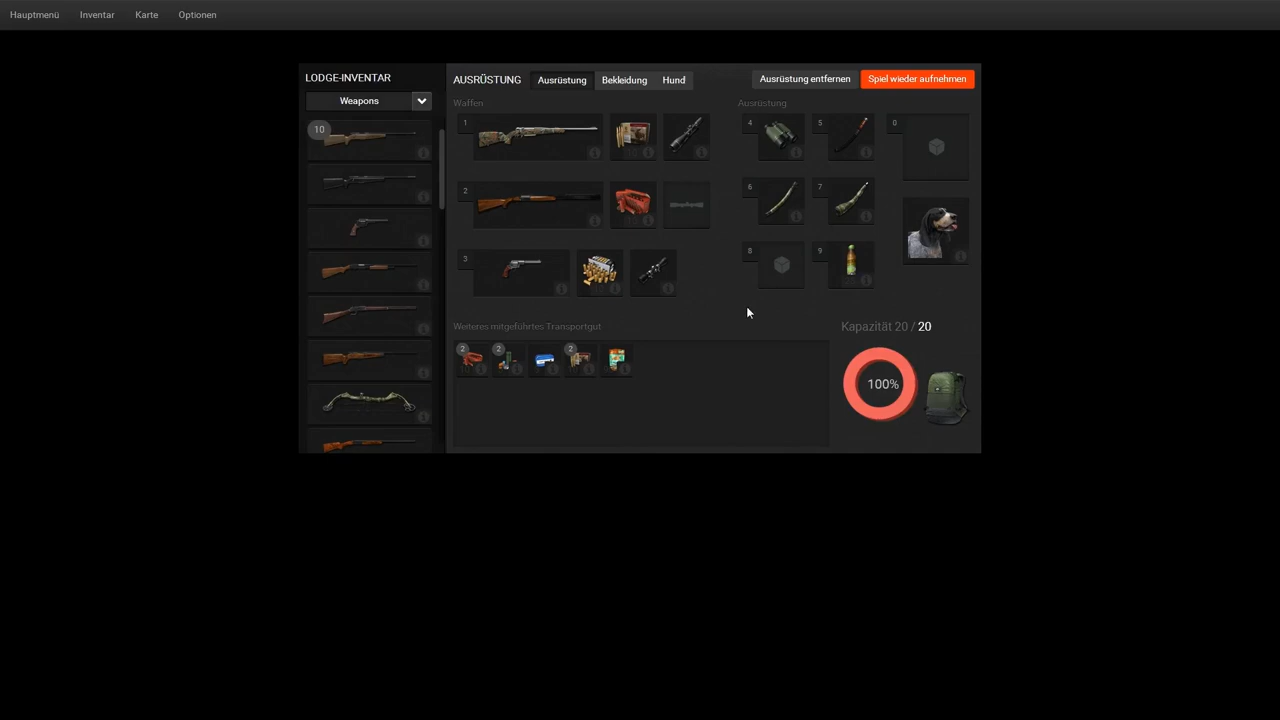 Hauptmenü Inventar Karte Optionen
LODGE-INVENTAR
Weapons
10
AUSRÜSTUNG Ausrüstung Bekleidung Hund
Ausrüstung entfernen Spiel wieder aufnehmen
Waffen
1
2
3
Ausrüstung
4 5 0
6 7
8 9
Weiteres mitgeführtes Transportgut
2 2 2
Kapazität 20 / 20
100%